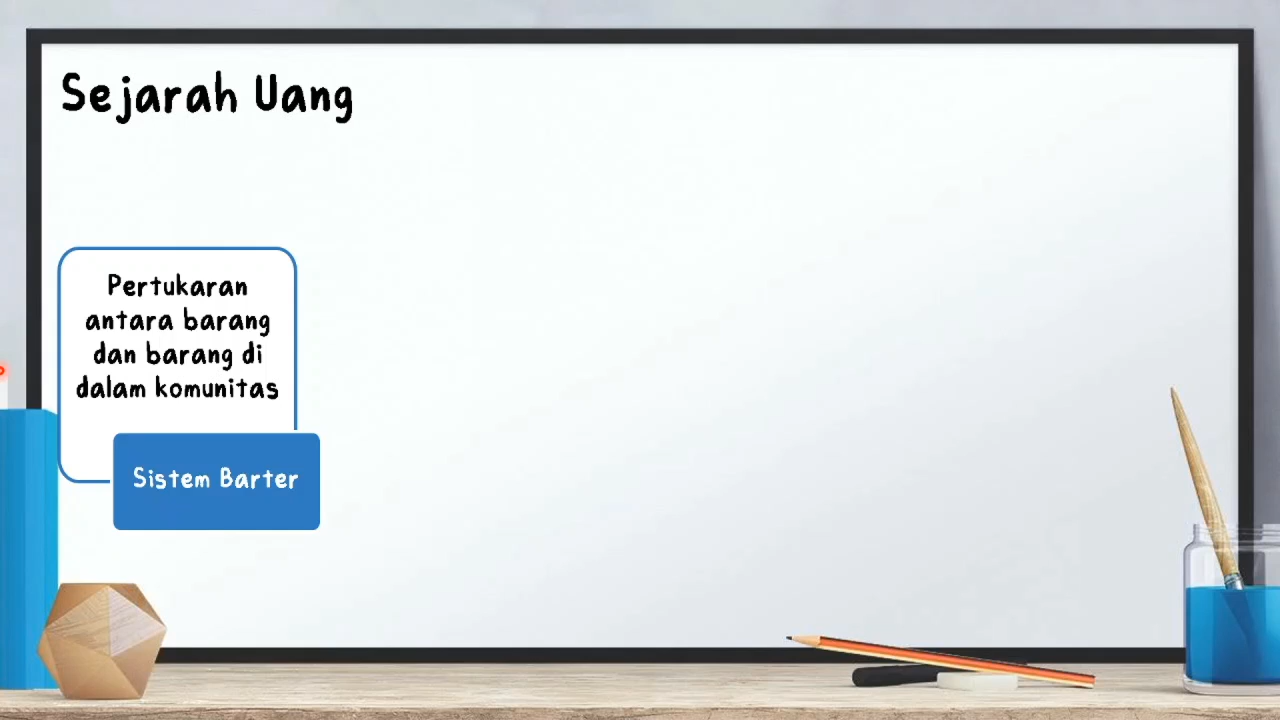 Sejarah Uang
Pertukaran
antara barang
dan barang di
dalam komunitas
Sistem Barter